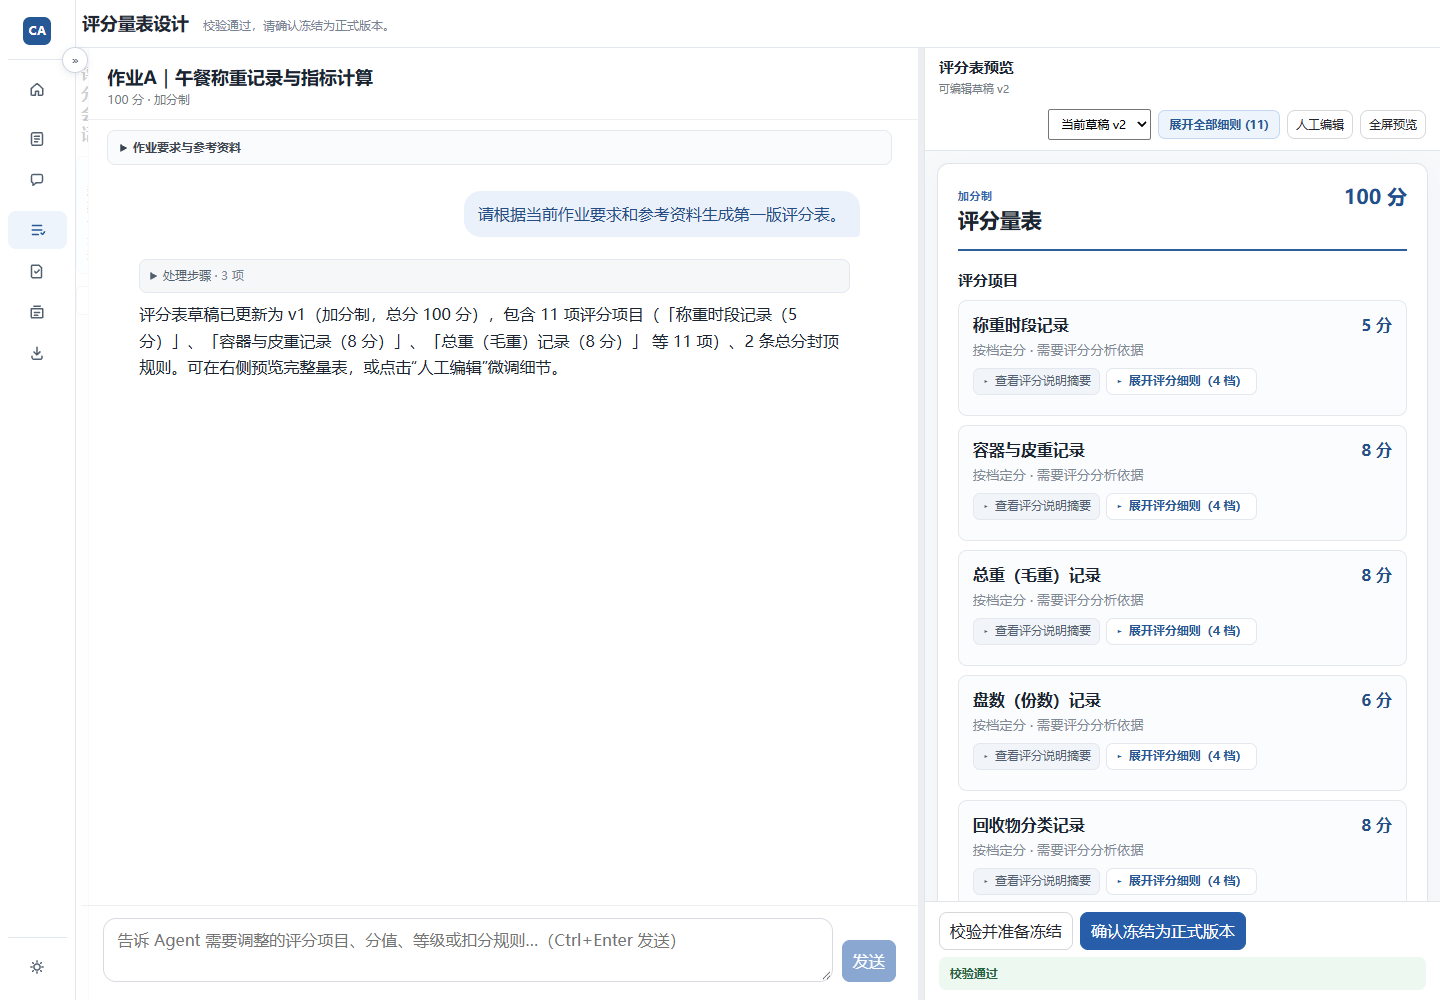 CA
评分量表设计
校验通过，请确认冻结为正式版本。
»
作业A｜午餐称重记录与指标计算
100 分 · 加分制
▶ 作业要求与参考资料
请根据当前作业要求和参考资料生成第一版评分表。
▶ 处理步骤 · 3 项
评分表草稿已更新为 v1（加分制，总分 100 分），包含 11 项评分项目（「称重时段记录（5
分）」、「容器与皮重记录（8 分）」、「总重（毛重）记录（8 分）」 等 11 项）、2 条总分封顶
规则。可在右侧预览完整量表，或点击“人工编辑”微调细节。
告诉 Agent 需要调整的评分项目、分值、等级或扣分规则...（Ctrl+Enter 发送）
发送
评分表预览
可编辑草稿 v2
当前草稿 v2
展开全部细则 (11)
人工编辑
全屏预览
加分制
100 分
评分量表
评分项目
称重时段记录
5 分
按档定分 · 需要评分分析依据
查看评分说明摘要
展开评分细则（4 档）
容器与皮重记录
8 分
按档定分 · 需要评分分析依据
查看评分说明摘要
展开评分细则（4 档）
总重（毛重）记录
8 分
按档定分 · 需要评分分析依据
查看评分说明摘要
展开评分细则（4 档）
盘数（份数）记录
6 分
按档定分 · 需要评分分析依据
查看评分说明摘要
展开评分细则（4 档）
回收物分类记录
8 分
按档定分 · 需要评分分析依据
查看评分说明摘要
展开评分细则（4 档）
校验并准备冻结
确认冻结为正式版本
校验通过